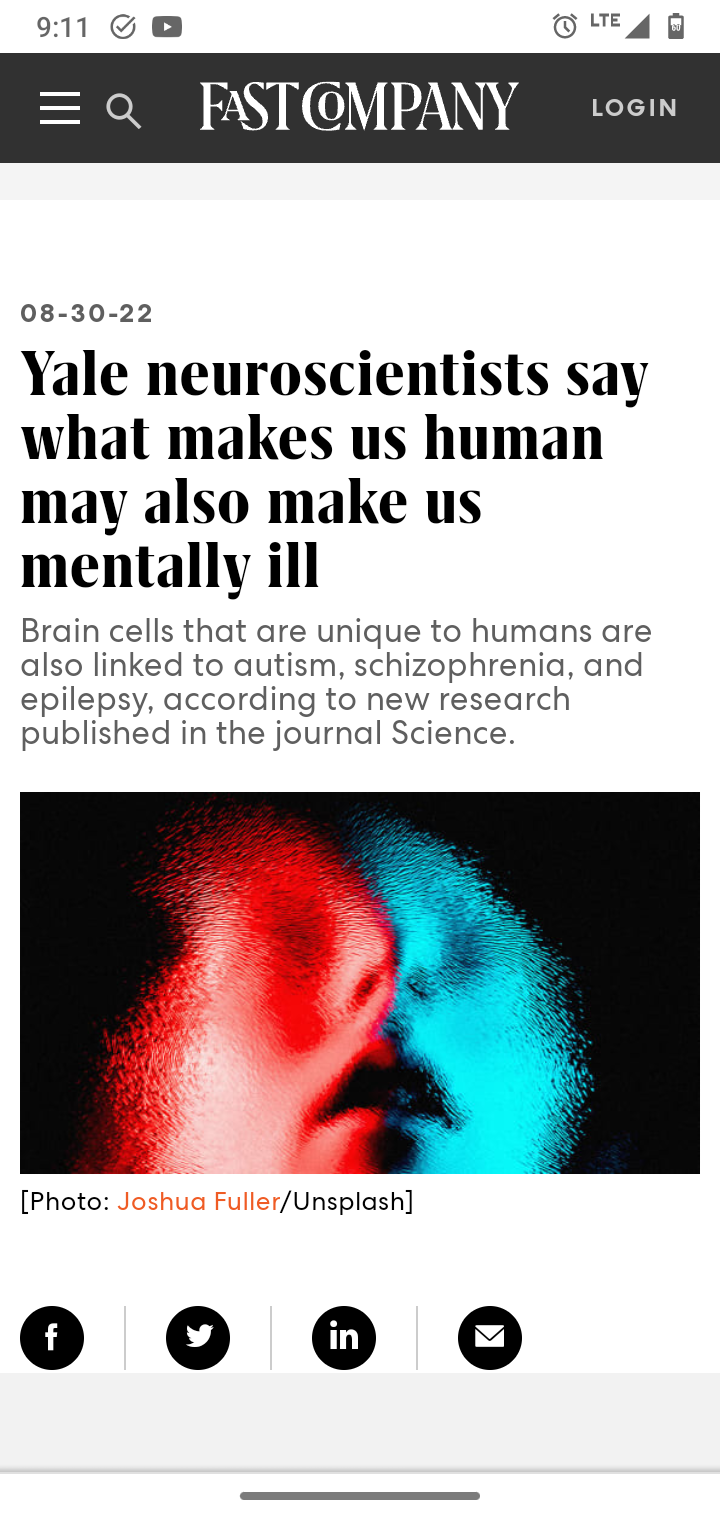 9:11
LTE
FAST COMPANY
LOGIN
08-30-22
Yale neuroscientists say
what makes us human
may also make us
mentally ill
Brain cells that are unique to humans are
also linked to autism, schizophrenia, and
epilepsy, according to new research
published in the journal Science.
[Photo: Joshua Fuller/Unsplash]